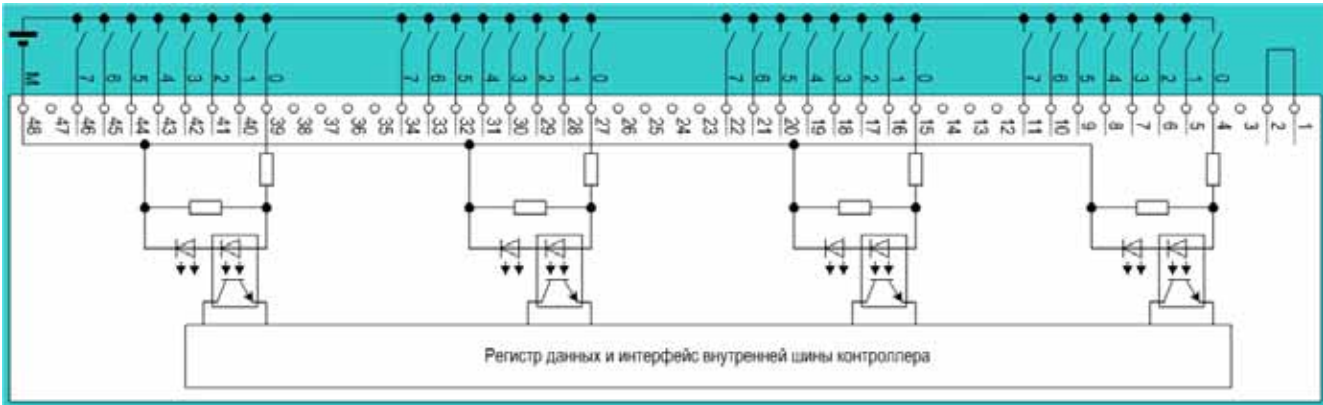 M 7 6 5 4 3 2 1 0 7 6 5 4 3 2 1 0 7 6 5 4 3 2 1 0 7 6 5 4 3 2 1 0
48 47 46 45 44 43 42 41 40 39 38 37 36 35 34 33 32 31 30 29 28 27 26 25 24 23 22 21 20 19 18 17 16 15 14 13 12 11 10 9 8 7 6 5 4 3 2 1
Регистр данных и интерфейс внутренней шины контроллера